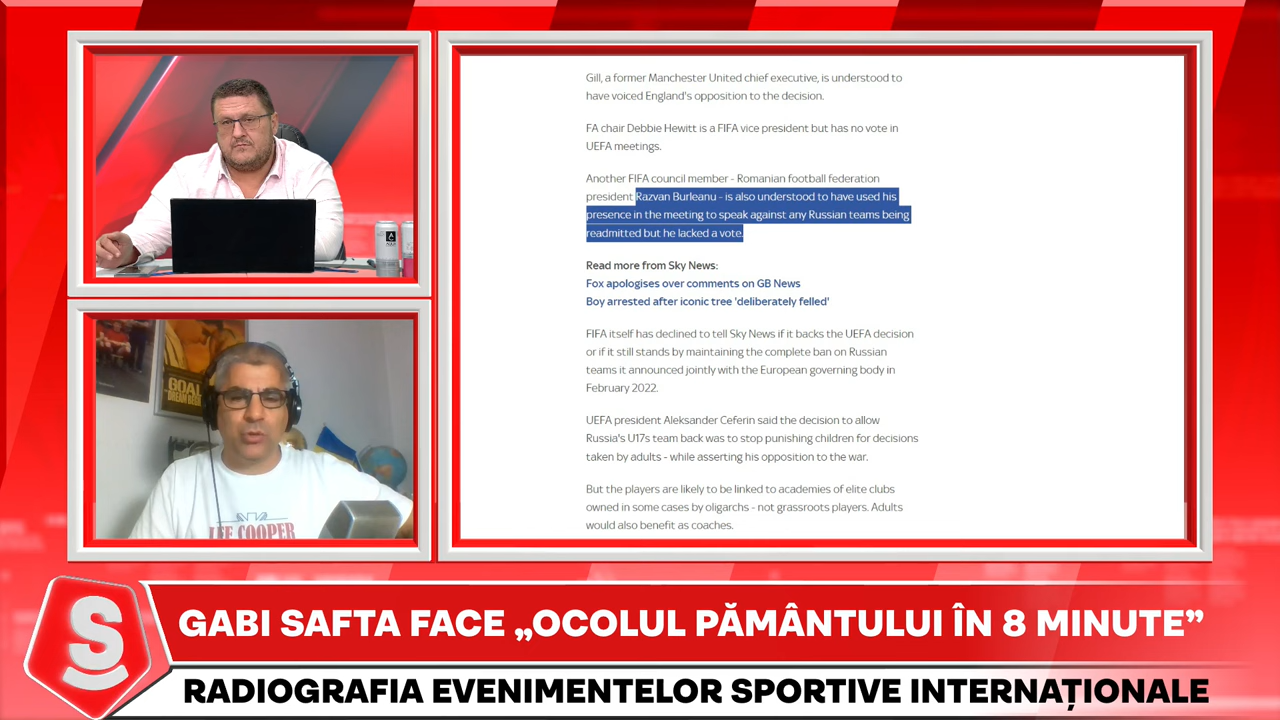 Gill, a former Manchester United chief executive, is understood to
have voiced England's opposition to the decision.
FA chair Debbie Hewitt is a FIFA vice president but has no vote in
UEFA meetings.
Another FIFA council member - Romanian football federation
president Razvan Burleanu - is also understood to have used his
presence in the meeting to speak against any Russian teams being
readmitted but he lacked a vote.
Read more from Sky News:
Fox apologises over comments on GB News
Boy arrested after iconic tree 'deliberately felled'
FIFA itself has declined to tell Sky News if it backs the UEFA decision
or if it still stands by maintaining the complete ban on Russian
teams it announced jointly with the European governing body in
February 2022.
UEFA president Aleksander Ceferin said the decision to allow
Russia's U17s team back was to stop punishing children for decisions
taken by adults - while asserting his opposition to the war.
But the players are likely to be linked to academies of elite clubs
owned in some cases by oligarchs - not grassroots players. Adults
would also benefit as coaches.
GOAL
DREAM BEGI
LEE COOPER
S
GABI SAFTA FACE „OCOLUL PĂMÂNTULUI ÎN 8 MINUTE”
RADIOGRAFIA EVENIMENTELOR SPORTIVE INTERNAȚIONALE